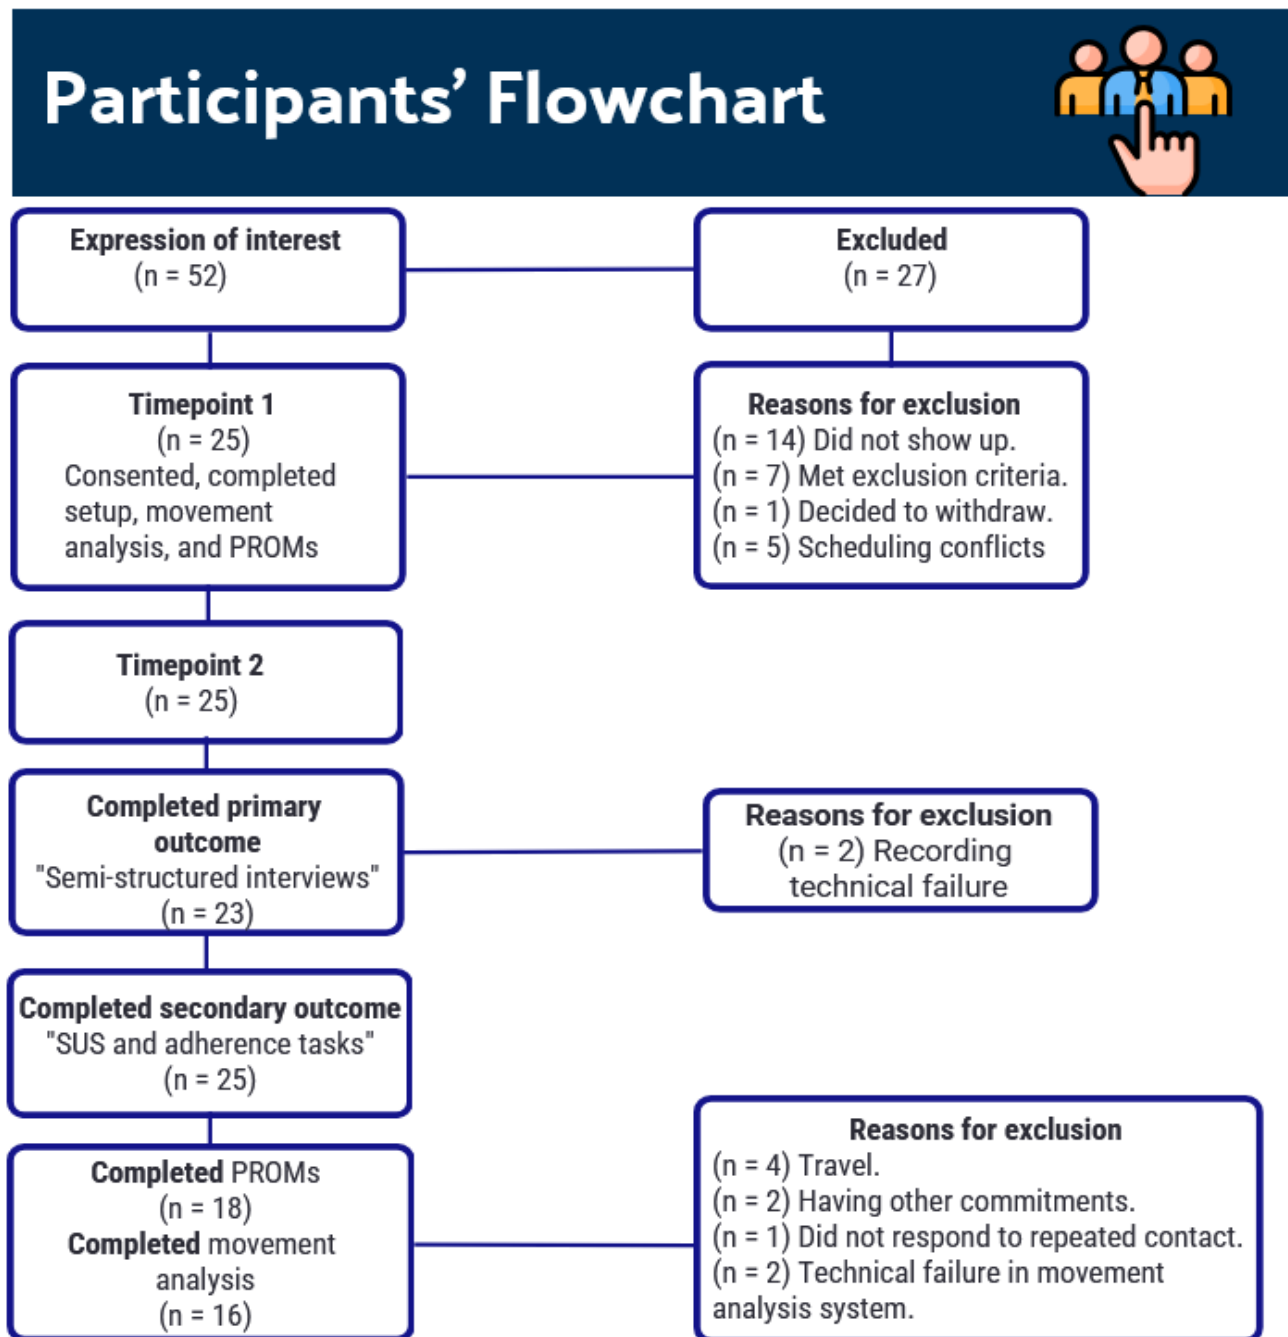 Participants' Flowchart
Expression of interest
(n = 52)
Excluded
(n = 27)
Timepoint 1
(n = 25)
Consented, completed
setup, movement
analysis, and PROMs
Reasons for exclusion
(n = 14) Did not show up.
(n = 7) Met exclusion criteria.
(n = 1) Decided to withdraw.
(n = 5) Scheduling conflicts
Timepoint 2
(n = 25)
Completed primary
outcome
"Semi-structured interviews"
(n = 23)
Reasons for exclusion
(n = 2) Recording
technical failure
Completed secondary outcome
"SUS and adherence tasks"
(n = 25)
Completed PROMs
(n = 18)
Completed movement
analysis
(n = 16)
Reasons for exclusion
(n = 4) Travel.
(n = 2) Having other commitments.
(n = 1) Did not respond to repeated contact.
(n = 2) Technical failure in movement
analysis system.